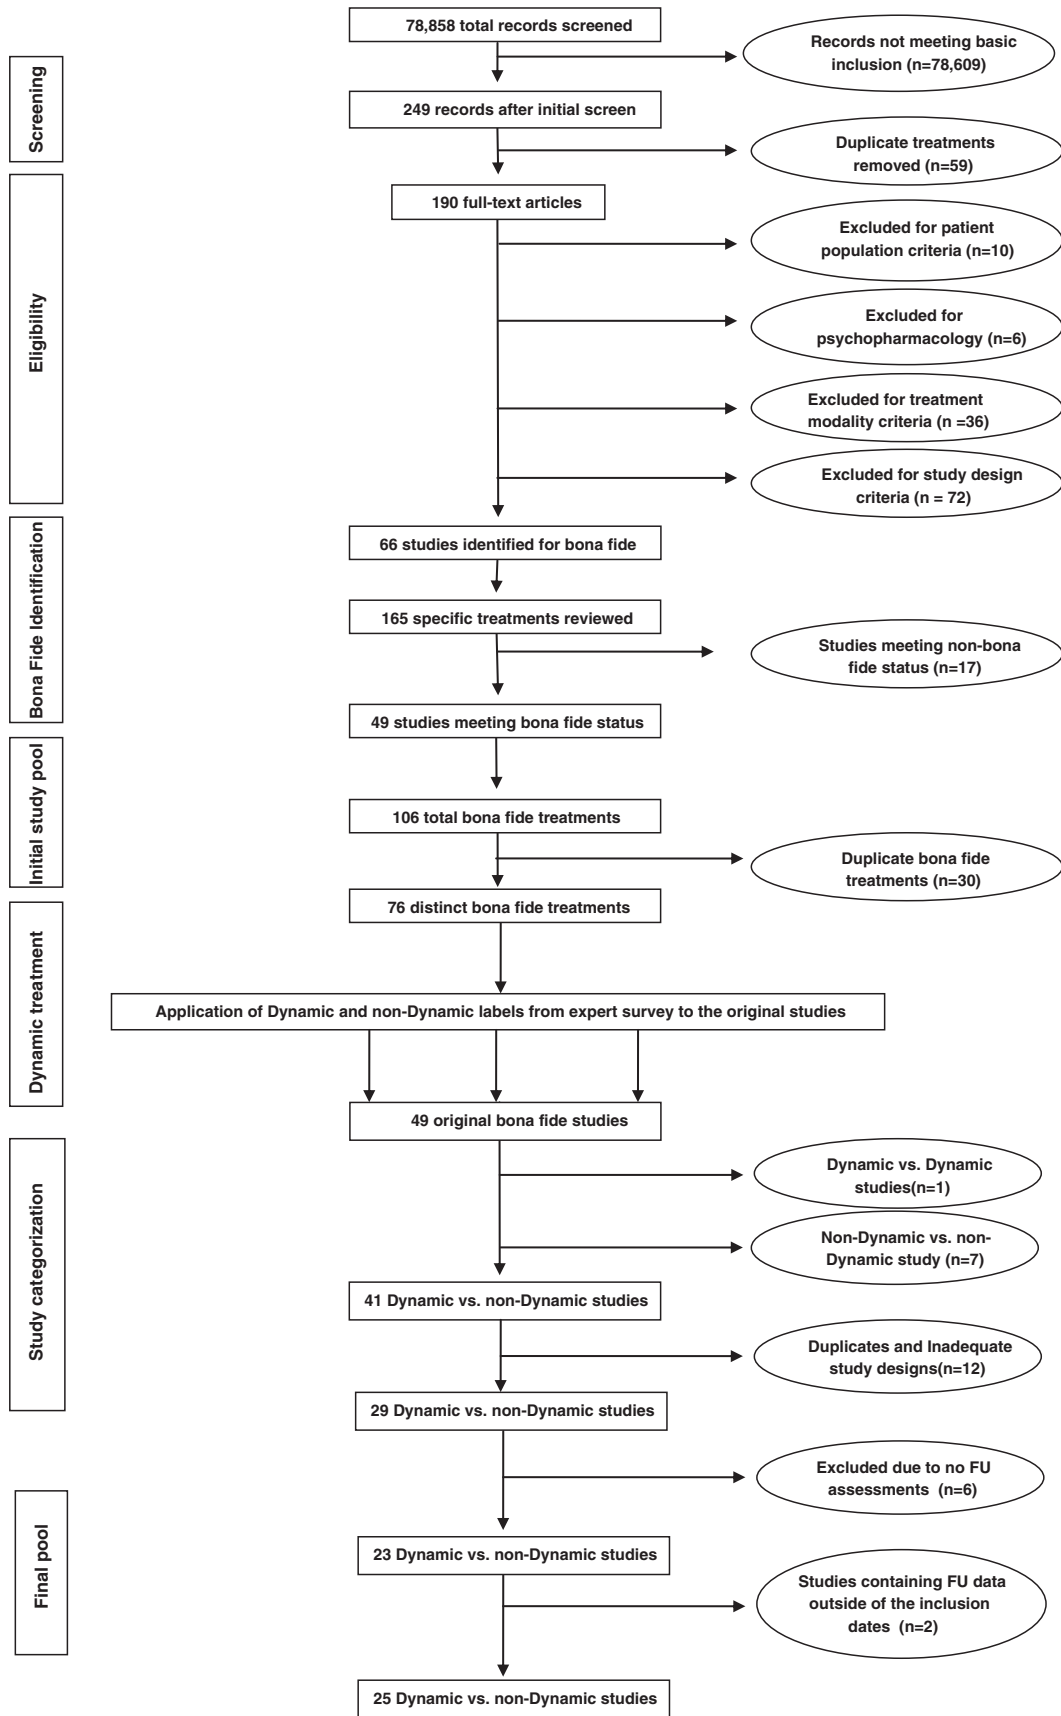 78,858 total records screened
Records not meeting basic
inclusion (n=78,609)
Screening
249 records after initial screen
Duplicate treatments
removed (n=59)
Eligibility
190 full-text articles
Excluded for patient
population criteria (n=10)
Excluded for
psychopharmacology (n=6)
Excluded for treatment
modality criteria (n =36)
Excluded for study design
criteria (n = 72)
Bona Fide Identification
66 studies identified for bona fide
165 specific treatments reviewed
Studies meeting non-bona
fide status (n=17)
49 studies meeting bona fide status
Initial study pool
106 total bona fide treatments
Duplicate bona fide
treatments (n=30)
76 distinct bona fide treatments
Dynamic treatment
Application of Dynamic and non-Dynamic labels from expert survey to the original studies
49 original bona fide studies
Study categorization
Dynamic vs. Dynamic
studies(n=1)
Non-Dynamic vs. non-
Dynamic study (n=7)
41 Dynamic vs. non-Dynamic studies
Duplicates and Inadequate
study designs(n=12)
29 Dynamic vs. non-Dynamic studies
Excluded due to no FU
assessments (n=6)
Final pool
23 Dynamic vs. non-Dynamic studies
Studies containing FU data
outside of the inclusion
dates (n=2)
25 Dynamic vs. non-Dynamic studies